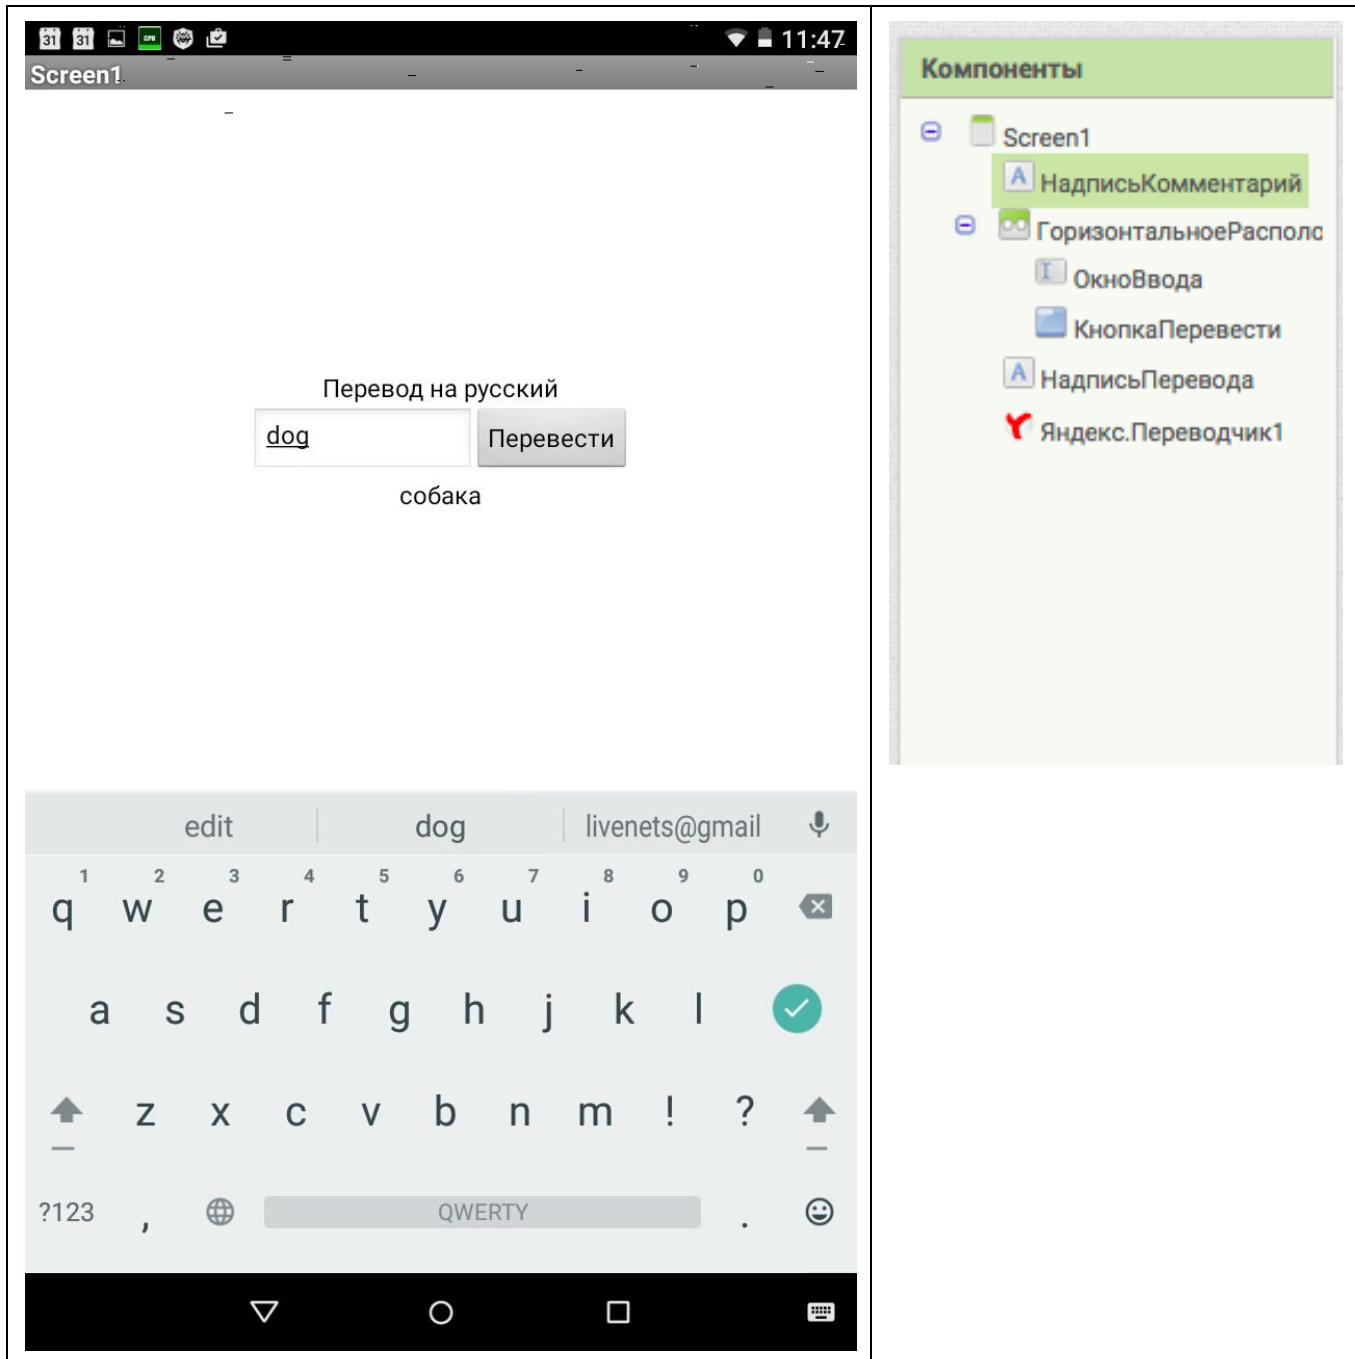 31 31 CPU 11:47
Screen1
Перевод на русский
dog Перевести
собака
edit dog livenets@gmail
1 2 3 4 5 6 7 8 9 0
q w e r t y u i o p
a s d f g h j k l
z x c v b n m ! ?
?123 , QWERTY .
Компоненты
Screen1
НадписьКомментарий
ГоризонтальноеРасполо
ОкноВвода
КнопкаПеревести
НадписьПеревода
Яндекс.Переводчик1